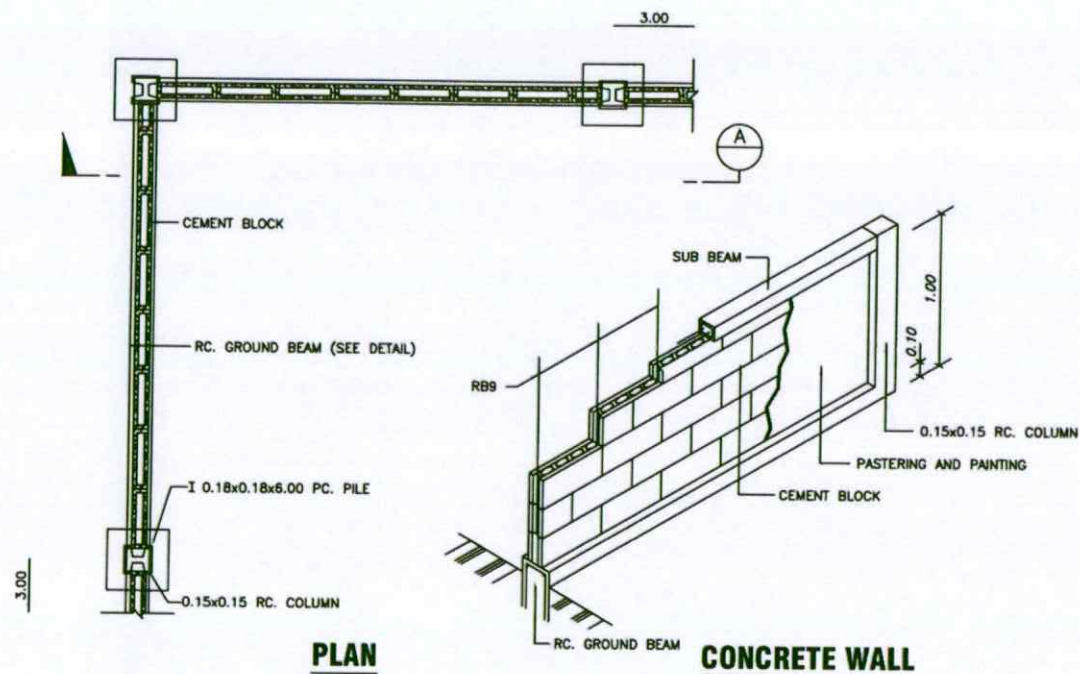 3.00
A
CEMENT BLOCK
RC. GROUND BEAM (SEE DETAIL)
I 0.18x0.18x6.00 PC. PILE
0.15x0.15 RC. COLUMN
3.00
PLAN
SUB BEAM
1.00
0.10
RB9
0.15x0.15 RC. COLUMN
PASTERING AND PAINTING
CEMENT BLOCK
RC. GROUND BEAM
CONCRETE WALL